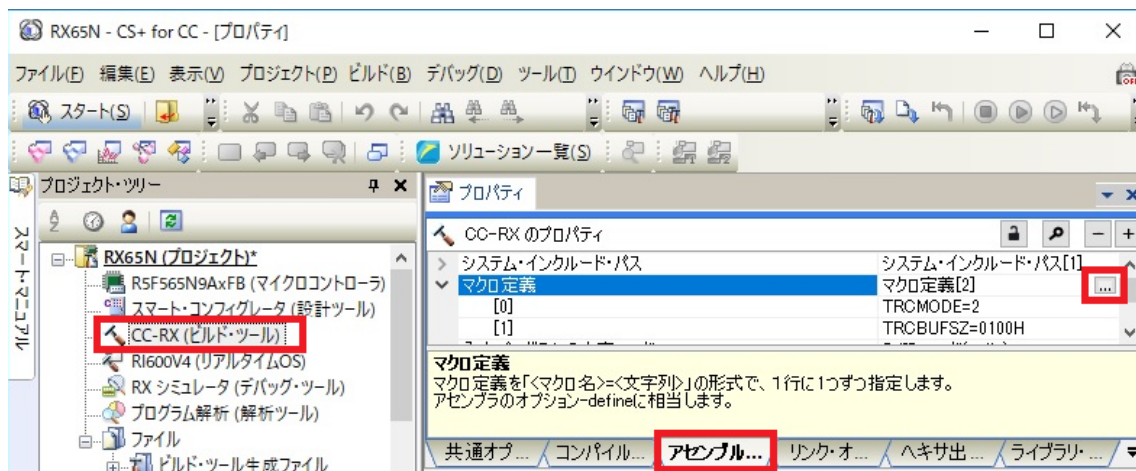 RX65N - CS+ for CC - [プロパティ]
ファイル(F) 編集(E) 表示(V) プロジェクト(P) ビルド(B) デバッグ(D) ツール(T) ウインドウ(W) ヘルプ(H)
スタート(S)
ソリューション一覧(S)
スマート・マニュアル
プロジェクト・ツリー
RX65N (プロジェクト)*
R5F565N9AxFB (マイクロコントローラ)
スマート・コンフィグレータ (設計ツール)
CC-RX (ビルド・ツール)
RI600V4 (リアルタイムOS)
RX シミュレータ (デバッグ・ツール)
プログラム解析 (解析ツール)
ファイル
ビルド・ツール生成ファイル
プロパティ
CC-RX のプロパティ
システム・インクルード・パス システム・インクルード・パス[1]
マクロ定義 マクロ定義[2] ...
[0] TRCMODE=2
[1] TRCBUFSZ=0100H
マクロ定義
マクロ定義を「<マクロ名>=<文字列>」の形式で、1行に1つずつ指定します。
アセンブラのオプション-defineに相当します。
共通オプ... コンパイル... アセンブル... リンク・オ... ヘキサ出... ライブラリ・...